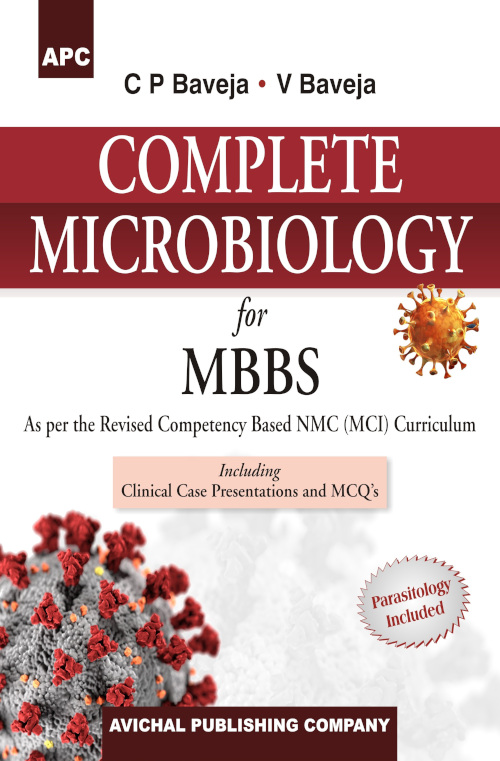 APC
C P Baveja • V Baveja
COMPLETE
MICROBIOLOGY
for
MBBS
As per the Revised Competency Based NMC (MCI) Curriculum
Including
Clinical Case Presentations and MCQ's
Parasitology
Included
AVICHAL PUBLISHING COMPANY